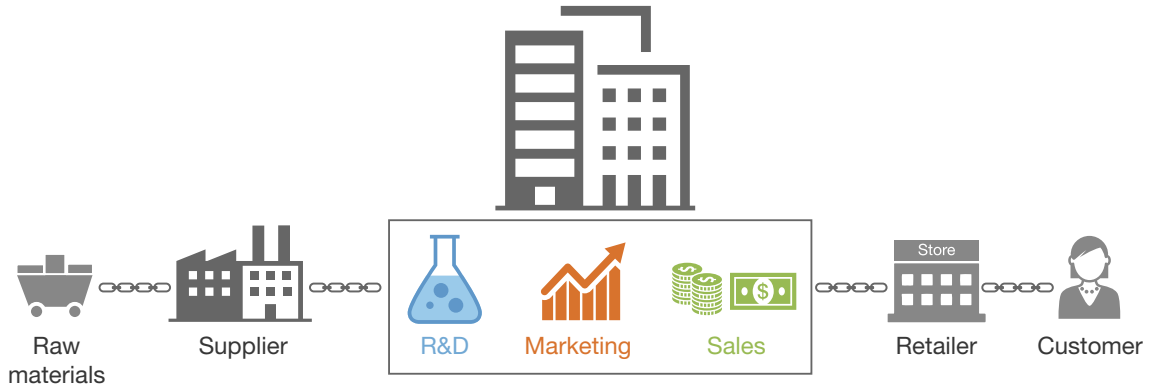 Store
Raw
materials
Supplier
R&D
Marketing
Sales
Retailer
Customer